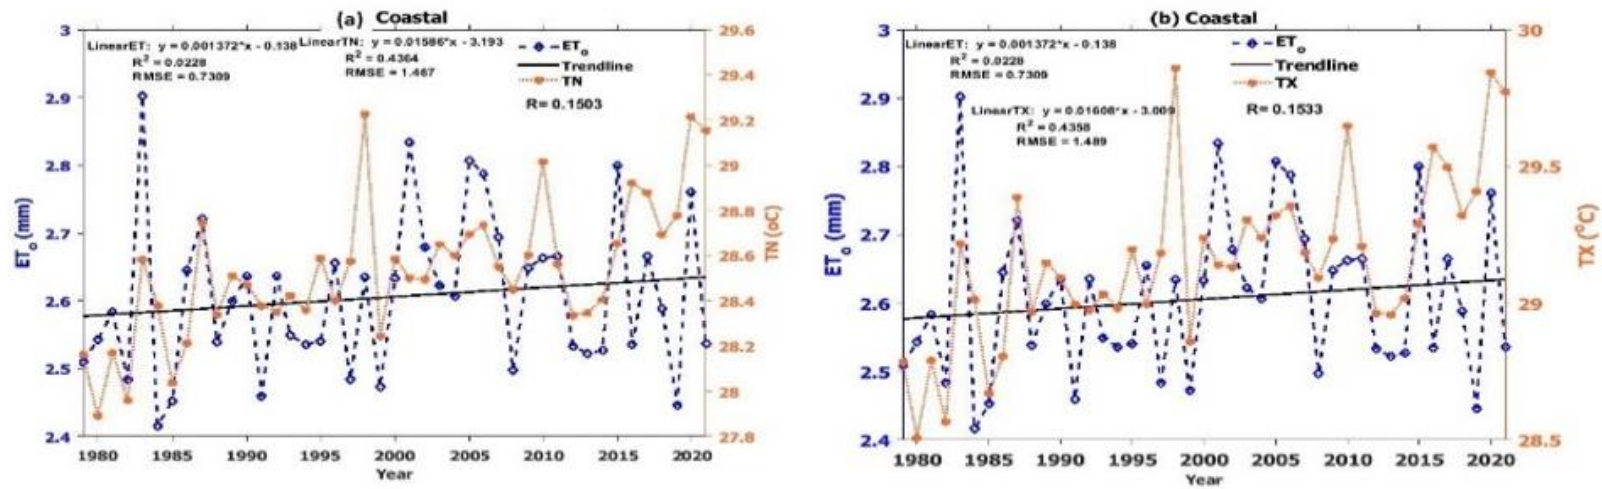 (a) Coastal
LinearET: y = 0.001372*x - 0.138
R² = 0.0228
RMSE = 0.7309
LinearTN: y = 0.01586*x - 3.193
R² = 0.4364
RMSE = 1.467
ETo
Trendline
TN
R= 0.1503
3
2.9
2.8
2.7
2.6
2.5
2.4
ETo (mm)
29.6
29.4
29.2
29
28.8
28.6
28.4
28.2
28
27.8
TN (oC)
1980 1985 1990 1995 2000 2005 2010 2015 2020
Year
(b) Coastal
LinearET: y = 0.001372*x - 0.138
R² = 0.0228
RMSE = 0.7309
LinearTX: y = 0.01608*x - 3.009
R² = 0.4358
RMSE = 1.489
ETo
Trendline
TX
R= 0.1533
3
2.9
2.8
2.7
2.6
2.5
2.4
ETo (mm)
30
29.5
29
28.5
TX (°C)
1980 1985 1990 1995 2000 2005 2010 2015 2020
Year